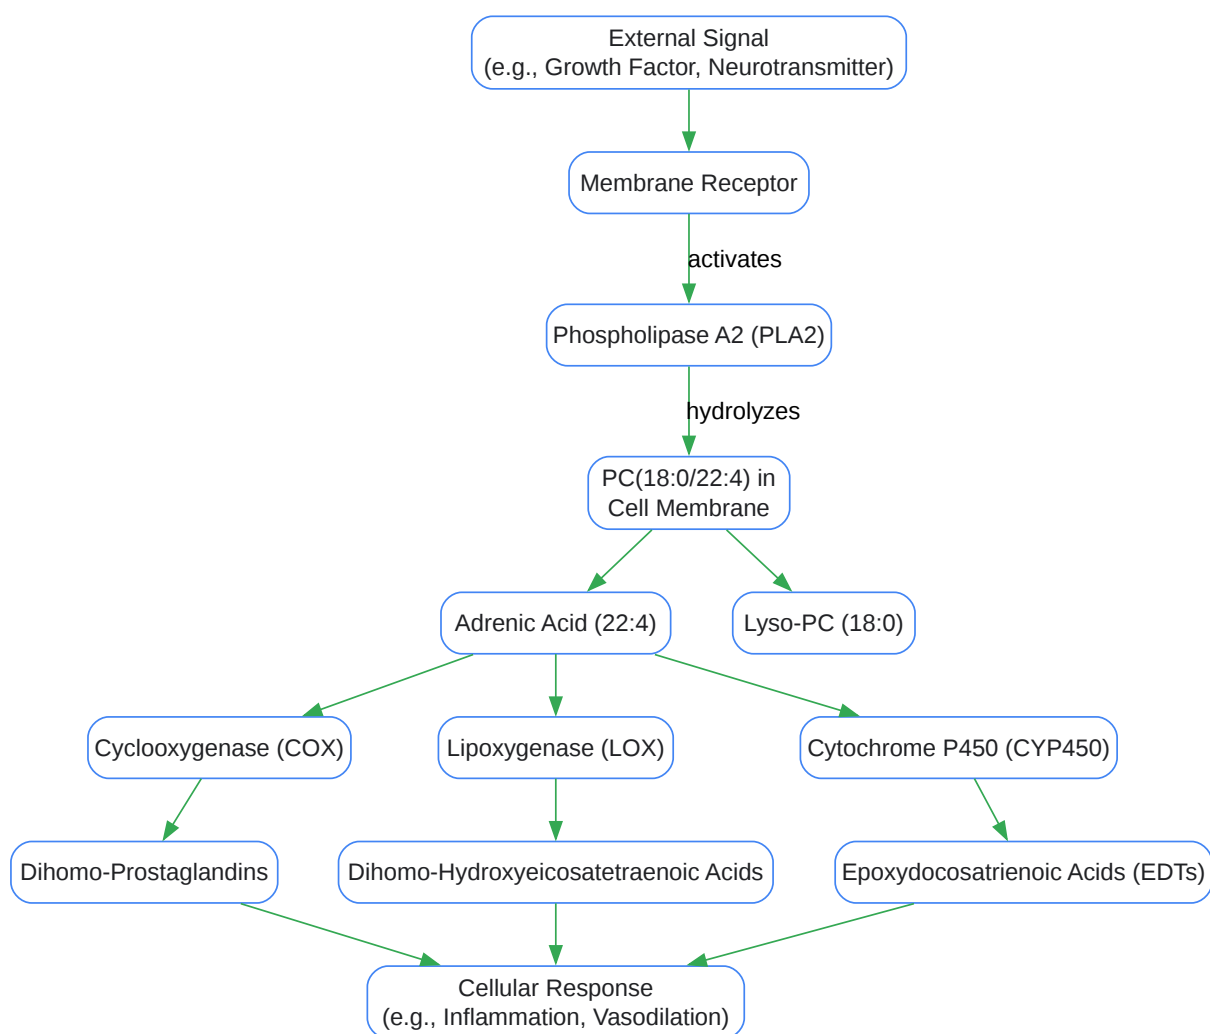 External Signal
(e.g., Growth Factor, Neurotransmitter)
Membrane Receptor
activates
Phospholipase A2 (PLA2)
hydrolyzes
PC(18:0/22:4) in
Cell Membrane
Adrenic Acid (22:4)
Lyso-PC (18:0)
Cyclooxygenase (COX)
Lipoxygenase (LOX)
Cytochrome P450 (CYP450)
Dihomo-Prostaglandins
Dihomo-Hydroxyeicosatetraenoic Acids
Epoxydocosatrienoic Acids (EDTs)
Cellular Response
(e.g., Inflammation, Vasodilation)